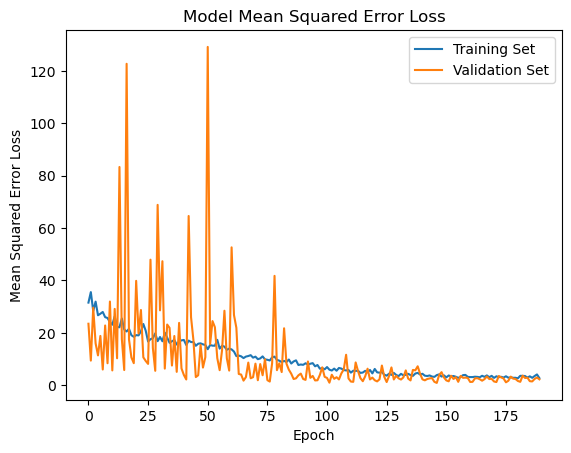 Model Mean Squared Error Loss
Training Set
Validation Set
Mean Squared Error Loss
120
100
80
60
40
20
0
0 25 50 75 100 125 150 175
Epoch